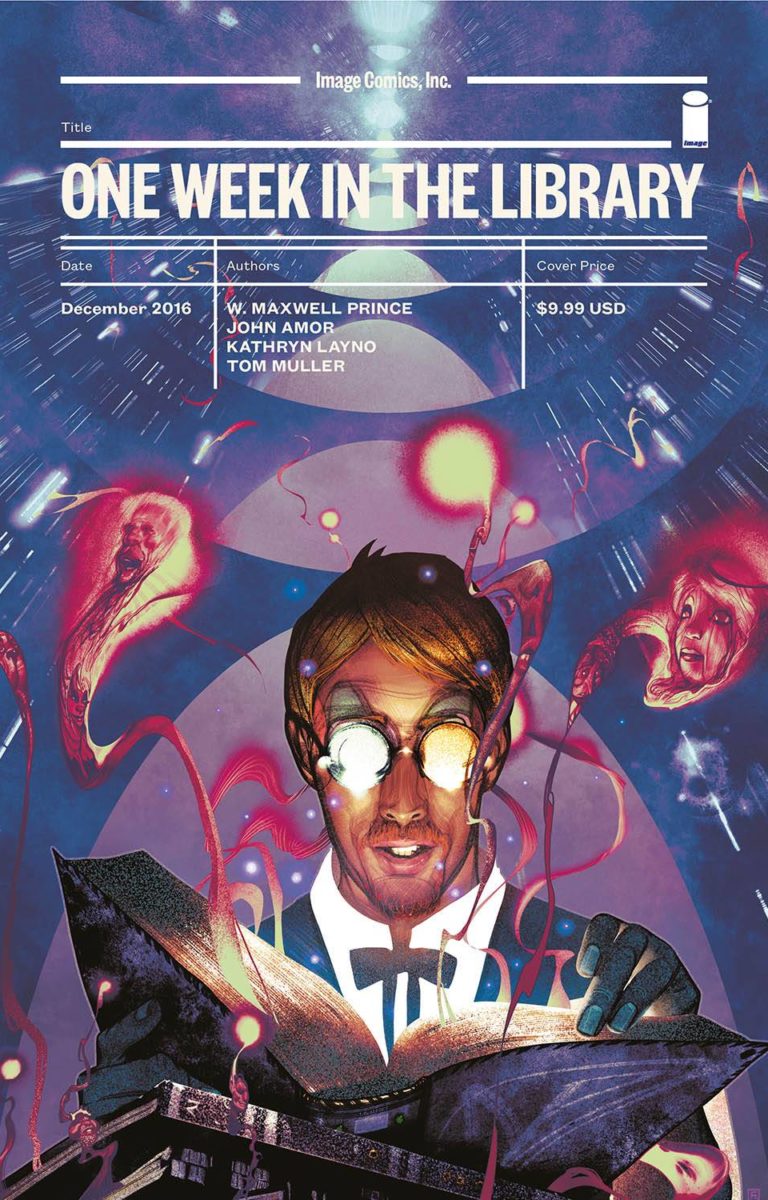 Image Comics, Inc.
Title
image
ONE WEEK IN THE LIBRARY
Date
Authors
Cover Price
December 2016
W. MAXWELL PRINCE
JOHN AMOR
KATHRYN LAYNO
TOM MULLER
$9.99 USD